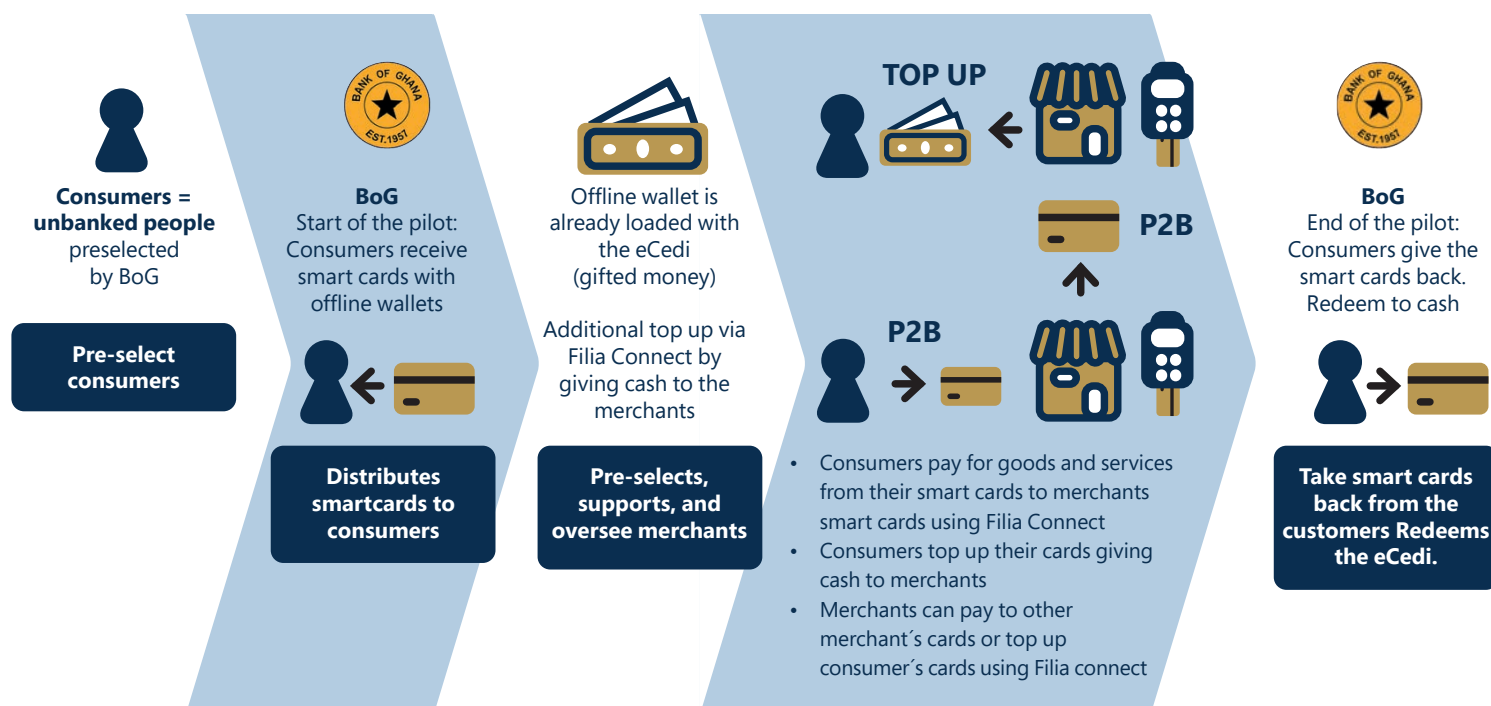 Consumers =
unbanked people
preselected
by BoG
Pre-select
consumers
BANK OF GHANA
EST.1957
BoG
Start of the pilot:
Consumers receive
smart cards with
offline wallets
Distributes
smartcards to
consumers
Offline wallet is
already loaded with
the eCedi
(gifted money)
Additional top up via
Filia Connect by
giving cash to the
merchants
Pre-selects,
supports, and
oversee merchants
TOP UP
P2B
P2B
• Consumers pay for goods and services
from their smart cards to merchants
smart cards using Filia Connect
• Consumers top up their cards giving
cash to merchants
• Merchants can pay to other
merchant´s cards or top up
consumer´s cards using Filia connect
BANK OF GHANA
EST.1957
BoG
End of the pilot:
Consumers give the
smart cards back.
Redeem to cash
Take smart cards
back from the
customers Redeems
the eCedi.